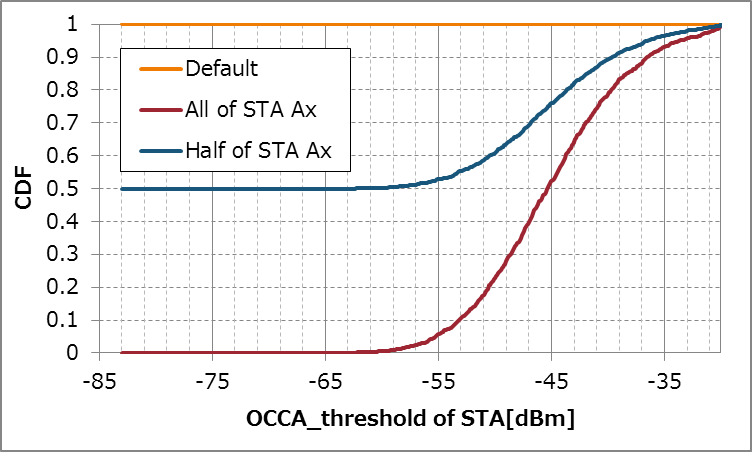 1
0.9
0.8
0.7
0.6
0.5
0.4
0.3
0.2
0.1
0
CDF
Default
All of STA Ax
Half of STA Ax
-85 -75 -65 -55 -45 -35
OCCA_threshold of STA[dBm]